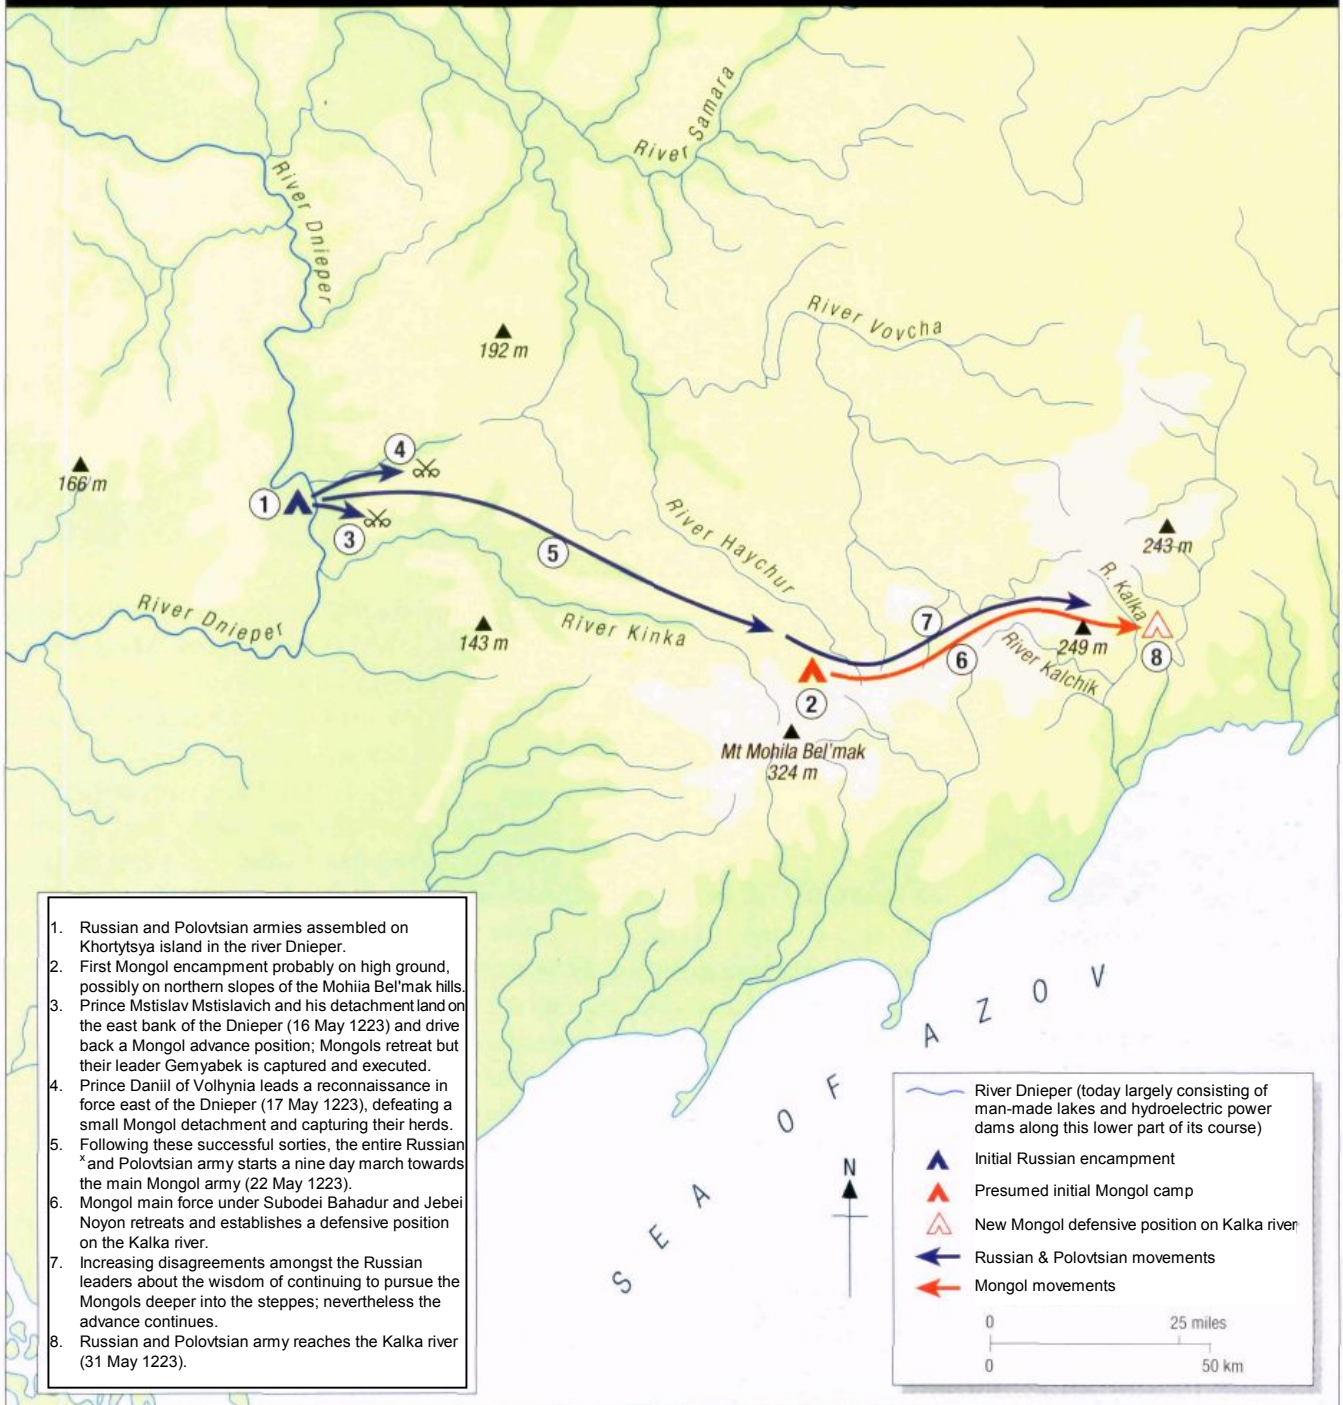 River Samara
River Dnieper
River Vovcha
192 m
166 m
4
1
3
5
River Haychur
243 m
R. Kalka
River Dnieper
143 m
River Kinka
7
6
249 m
8
River Kalchik
2
Mt Mohila Bel'mak
324 m
SEA OF AZOV
1. Russian and Polovtsian armies assembled on
Khortytsya island in the river Dnieper.
2. First Mongol encampment probably on high ground,
possibly on northern slopes of the Mohiia Bel'mak hills.
3. Prince Mstislav Mstislavich and his detachment land on
the east bank of the Dnieper (16 May 1223) and drive
back a Mongol advance position; Mongols retreat but
their leader Gemyabek is captured and executed.
4. Prince Daniil of Volhynia leads a reconnaissance in
force east of the Dnieper (17 May 1223), defeating a
small Mongol detachment and capturing their herds.
5. Following these successful sorties, the entire Russian
x and Polovtsian army starts a nine day march towards
the main Mongol army (22 May 1223).
6. Mongol main force under Subodei Bahadur and Jebei
Noyon retreats and establishes a defensive position
on the Kalka river.
7. Increasing disagreements amongst the Russian
leaders about the wisdom of continuing to pursue the
Mongols deeper into the steppes; nevertheless the
advance continues.
8. Russian and Polovtsian army reaches the Kalka river
(31 May 1223).
N
River Dnieper (today largely consisting of
man-made lakes and hydroelectric power
dams along this lower part of its course)
Initial Russian encampment
Presumed initial Mongol camp
New Mongol defensive position on Kalka river
Russian & Polovtsian movements
Mongol movements
0 25 miles
0 50 km